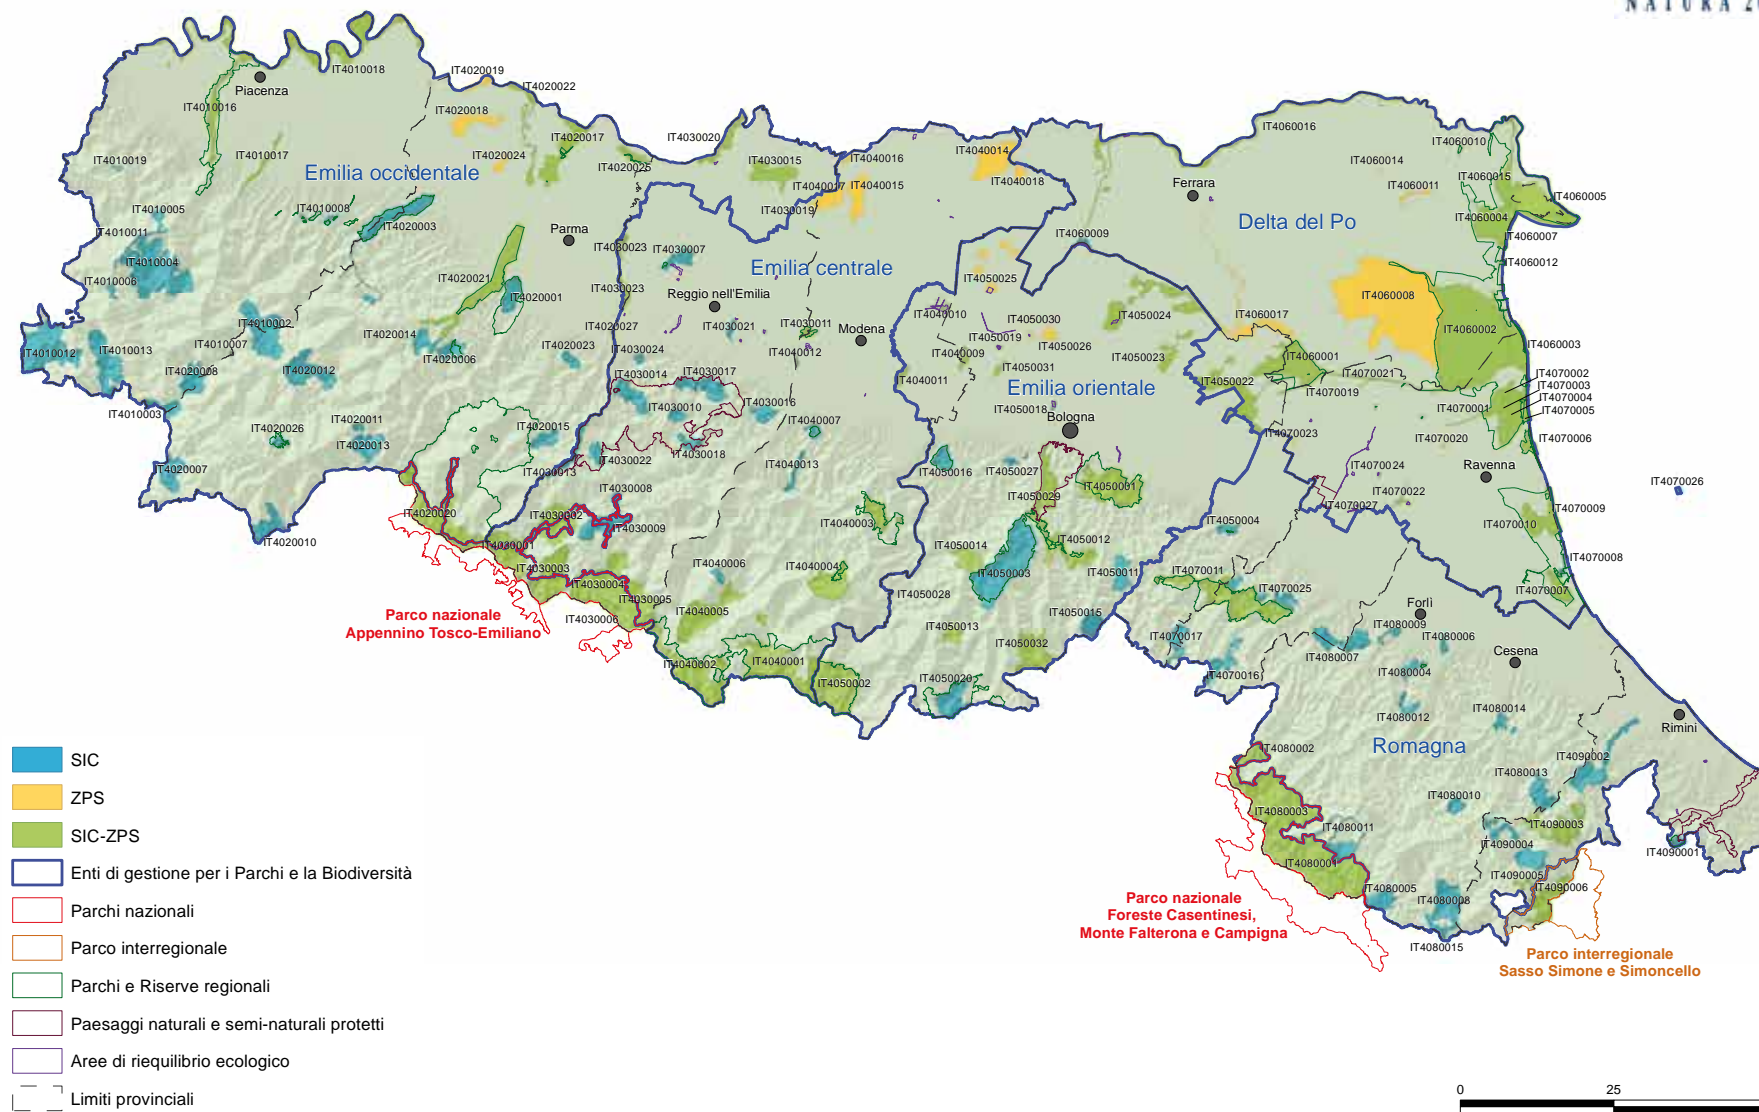 NATURA 20
IT4010018
IT4020019
IT4020022
Piacenza
IT4010016
IT4020018
IT4010017
IT4020017
IT4030020
IT4060016
IT4060010
IT4010019
IT4020024
IT4020025
IT4030015
IT4040016
IT4040014
IT4060014
Emilia occidentale
IT4040017
IT4040015
IT4040018
Ferrara
IT4060011
IT4060015
IT4060005
IT4010005
IT4010008
IT4030019
IT4060004
IT4010011
IT4020003
Parma
IT4060009
Delta del Po
IT4060007
IT4030023
IT4030007
IT4010004
Emilia centrale
IT4060012
IT4010006
IT4020021
IT4020001
IT4030023
Reggio nell'Emilia
IT4050025
IT4060008
IT4010002
IT4020014
IT4020027
IT4030021
IT4030011
Modena
IT4040010
IT4050030
IT4050024
IT4060017
IT4060002
IT4010012
IT4010013
IT4010007
IT4020006
IT4020023
IT4030024
IT4040012
IT4040009
IT4050019
IT4050026
IT4050023
IT4060001
IT4060003
IT4020008
IT4020012
IT4030014
IT4030017
IT4040011
IT4050031
Emilia orientale
IT4050022
IT4070021
IT4070019
IT4070002
IT4070003
IT4070004
IT4070005
IT4010003
IT4030010
IT4030016
IT4050018
Bologna
IT4070001
IT4020026
IT4020011
IT4020013
IT4020015
IT4040007
IT4070023
IT4070020
IT4070006
IT4020007
IT4030013
IT4030022
IT4030018
IT4040013
IT4050016
IT4050027
IT4070024
Ravenna
IT4070026
IT4030008
IT4050029
IT4050001
IT4070022
IT4070027
IT4070009
IT4020020
IT4030002
IT4030009
IT4040003
IT4050004
IT4070010
IT4020010
IT4030001
IT4050014
IT4050012
IT4070008
IT4030003
IT4030004
IT4040006
IT4040004
IT4050003
IT4050011
IT4070011
IT4070025
IT4070007
IT4030005
IT4050028
Forlì
Parco nazionale
Appennino Tosco-Emiliano
IT4030006
IT4040005
IT4050013
IT4050015
IT4080009
IT4080006
IT4050032
IT4070017
IT4080007
Cesena
IT4040002
IT4040001
IT4050002
IT4050020
IT4070016
IT4080004
IT4080012
IT4080014
Rimini
Romagna
IT4080002
IT4090002
IT4080013
IT4080010
IT4080003
IT4080011
IT4090003
IT4090004
IT4090001
IT4080001
IT4090005
IT4090006
IT4080005
IT4080008
IT4080015
Parco nazionale
Foreste Casentinesi,
Monte Falterona e Campigna
Parco interregionale
Sasso Simone e Simoncello
SIC
ZPS
SIC-ZPS
Enti di gestione per i Parchi e la Biodiversità
Parchi nazionali
Parco interregionale
Parchi e Riserve regionali
Paesaggi naturali e semi-naturali protetti
Aree di riequilibrio ecologico
Limiti provinciali
0 25